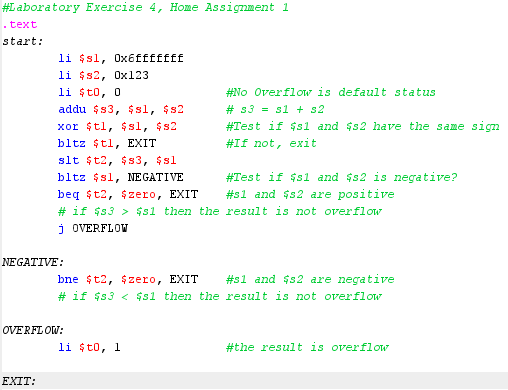 #Laboratory Exercise 4, Home Assignment 1
.text
start:
li $s1, 0x6fffffff
li $s2, 0x123
li $t0, 0 #No Overflow is default status
addu $s3, $s1, $s2 # s3 = s1 + s2
xor $t1, $s1, $s2 #Test if $s1 and $s2 have the same sign
bltz $t1, EXIT #If not, exit
slt $t2, $s3, $s1
bltz $s1, NEGATIVE #Test if $s1 and $s2 is negative?
beq $t2, $zero, EXIT #s1 and $s2 are positive
# if $s3 > $s1 then the result is not overflow
j OVERFLOW
NEGATIVE:
bne $t2, $zero, EXIT #s1 and $s2 are negative
# if $s3 < $s1 then the result is not overflow
OVERFLOW:
li $t0, 1 #the result is overflow
EXIT: